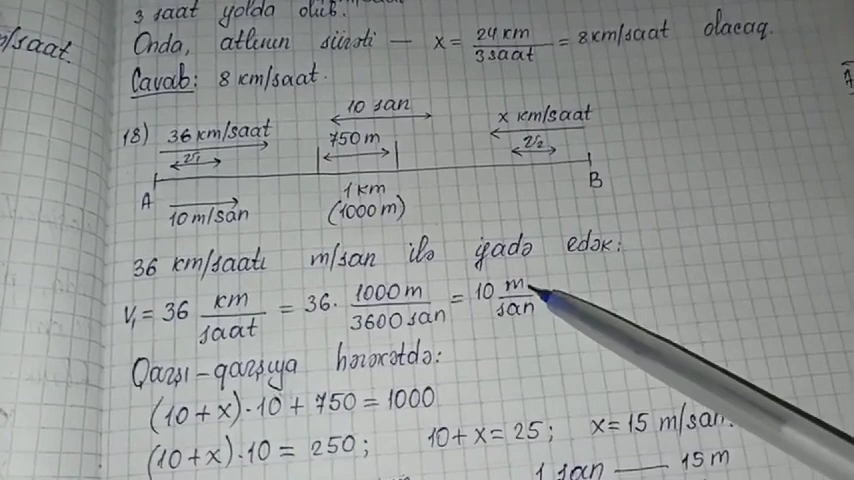 3 saat yolda olub.
/saat.
Onda, atlının sürəti — x = 24 km / 3 saat = 8 km/saat olacaq.
Cavab: 8 km/saat.
10 san
18) 36 km/saat 750 m x km/saat
A B
10 m/san 1 km
(1000 m)
36 km/saatı m/san ilə ifadə edək:
V₁ = 36 km/saat = 36 · 1000 m / 3600 san = 10 m/san
Qarşı-qarşıya hərəkətdə:
(10 + x) · 10 + 750 = 1000
(10 + x) · 10 = 250; 10 + x = 25; x = 15 m/san.
1 san — 15 m